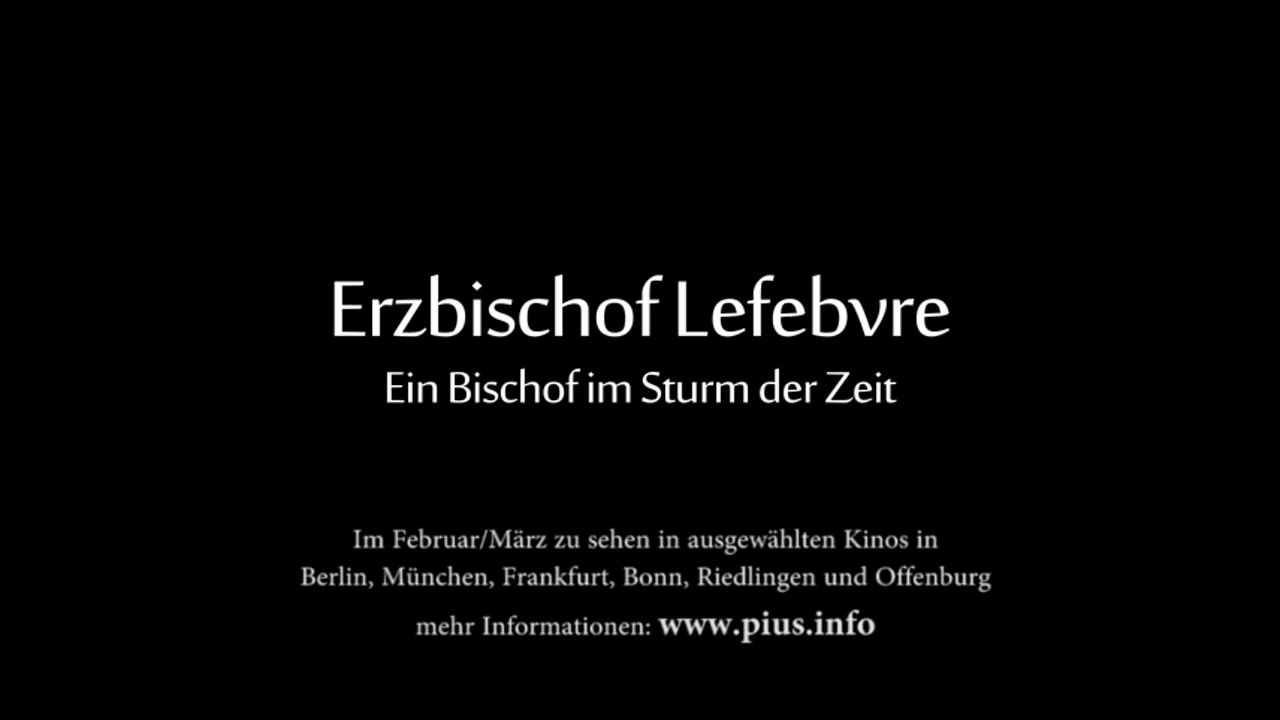 Erzbischof Lefebvre
Ein Bischof im Sturm der Zeit
Im Februar/März zu sehen in ausgewählten Kinos in
Berlin, München, Frankfurt, Bonn, Riedlingen und Offenburg
mehr Informationen: www.pius.info